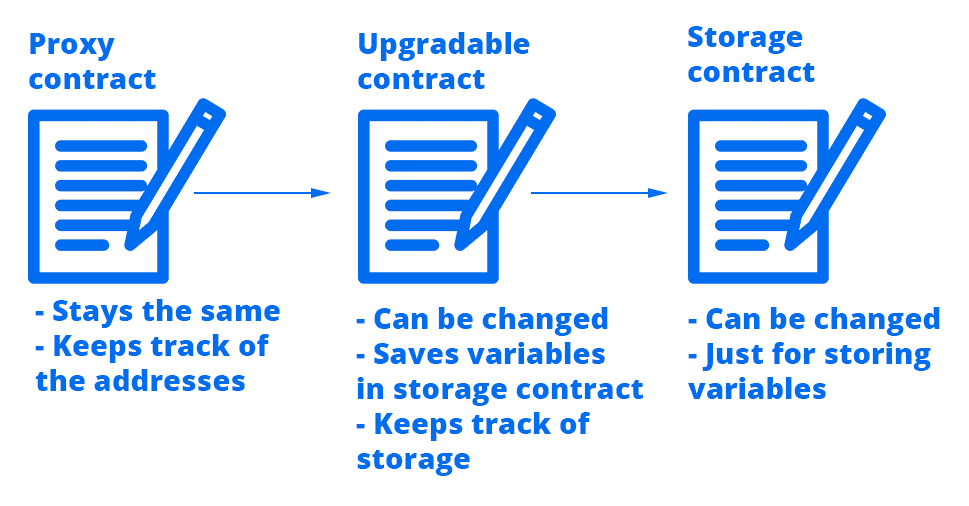 Proxy
contract
- Stays the same
- Keeps track of
the addresses
Upgradable
contract
- Can be changed
- Saves variables
in storage contract
- Keeps track of
storage
Storage
contract
- Can be changed
- Just for storing
variables